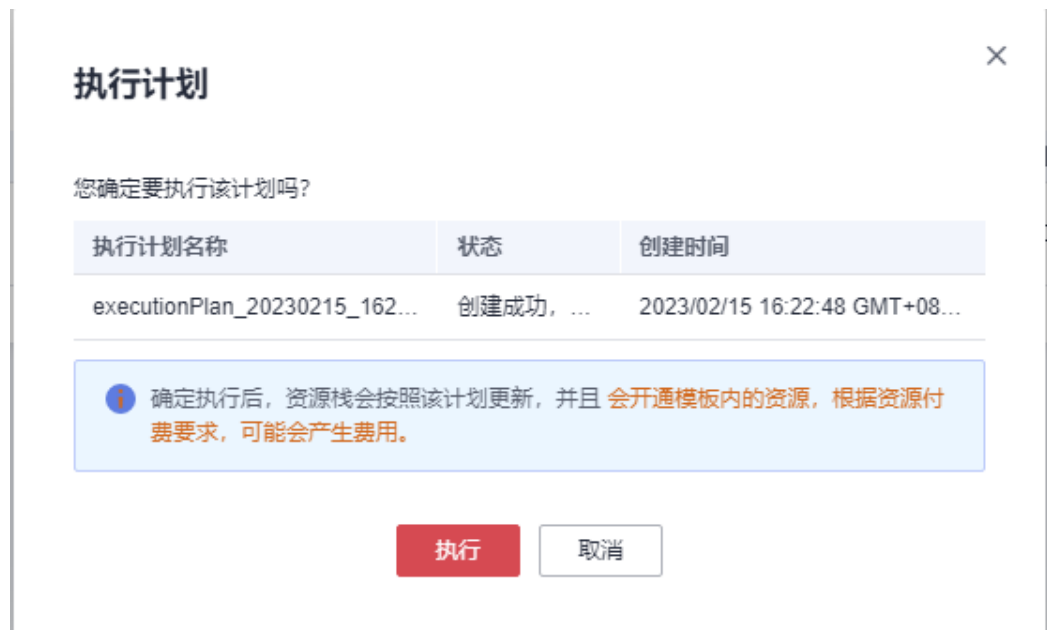 执行计划
您确定要执行该计划吗?
执行计划名称 状态 创建时间
executionPlan_20230215_162... 创建成功, ... 2023/02/15 16:22:48 GMT+08...
确定执行后，资源栈会按照该计划更新，并且 会开通模板内的资源，根据资源付
费要求，可能会产生费用。
执行 取消